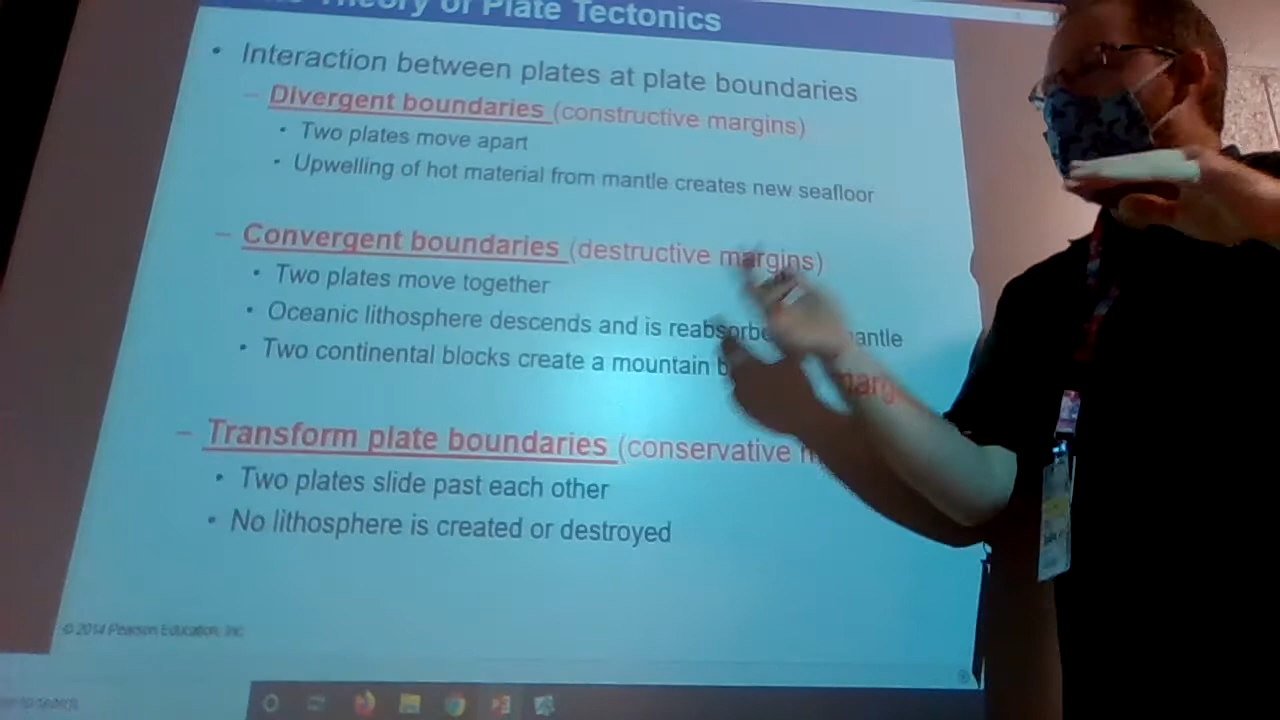 Theory of Plate Tectonics
• Interaction between plates at plate boundaries
– Divergent boundaries (constructive margins)
• Two plates move apart
• Upwelling of hot material from mantle creates new seafloor
– Convergent boundaries (destructive margins)
• Two plates move together
• Oceanic lithosphere descends and is
• Two continental blocks create a mountain
– Transform plate boundaries (conservative
• Two plates slide past each other
• No lithosphere is created or destroyed
© 2014 Pearson Education, Inc.